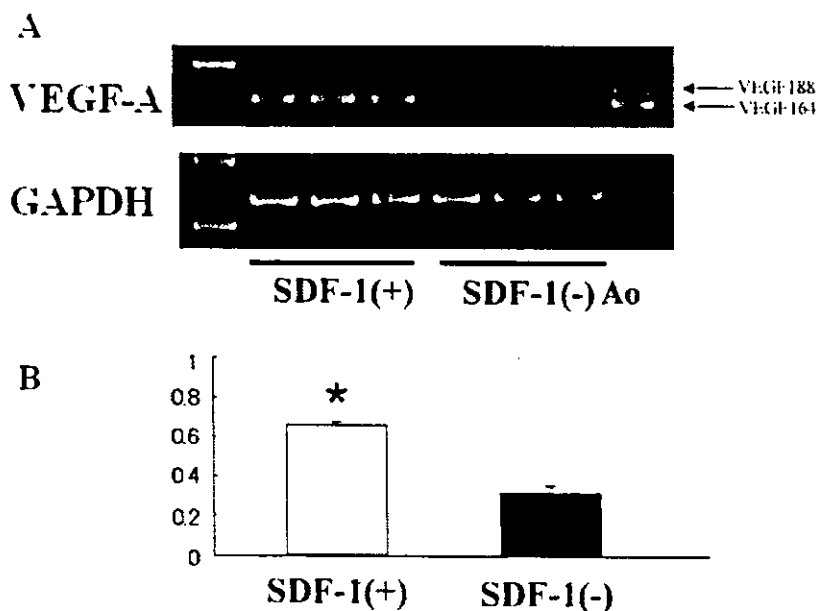 A
VEGF-A
VEGF188
VEGF164
GAPDH
SDF-1(+) SDF-1(-) Ao
B
1
0.8
*
0.6
0.4
0.2
0
SDF-1(+) SDF-1(-)